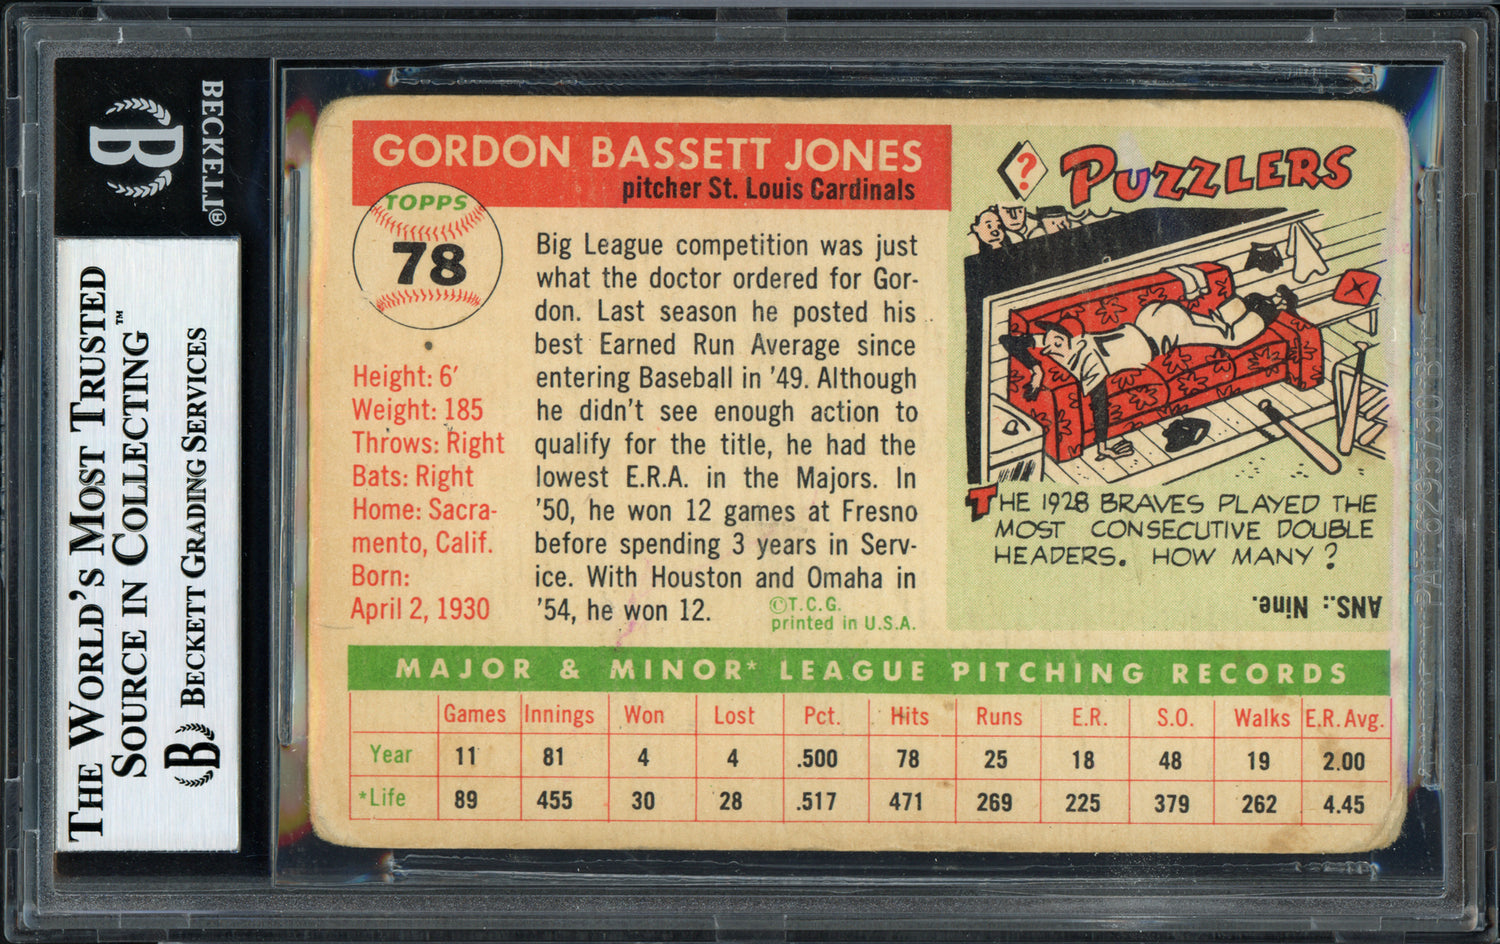 BECKETT®
B
THE WORLD'S MOST TRUSTED
SOURCE IN COLLECTING™
B BECKETT GRADING SERVICES
GORDON BASSETT JONES
pitcher St. Louis Cardinals
TOPPS
78
Height: 6′
Weight: 185
Throws: Right
Bats: Right
Home: Sacra-
mento, Calif.
Born:
April 2, 1930
Big League competition was just
what the doctor ordered for Gor-
don. Last season he posted his
best Earned Run Average since
entering Baseball in '49. Although
he didn't see enough action to
qualify for the title, he had the
lowest E.R.A. in the Majors. In
'50, he won 12 games at Fresno
before spending 3 years in Serv-
ice. With Houston and Omaha in
'54, he won 12.
©T.C.G.
printed in U.S.A.
? PUZZLERS
THE 1928 BRAVES PLAYED THE
MOST CONSECUTIVE DOUBLE
HEADERS. HOW MANY?
ANS.: Nine.
MAJOR & MINOR* LEAGUE PITCHING RECORDS
Games Innings Won Lost Pct. Hits Runs E.R. S.O. Walks E.R. Avg.
Year 11 81 4 4 .500 78 25 18 48 19 2.00
*Life 89 455 30 28 .517 471 269 225 379 262 4.45